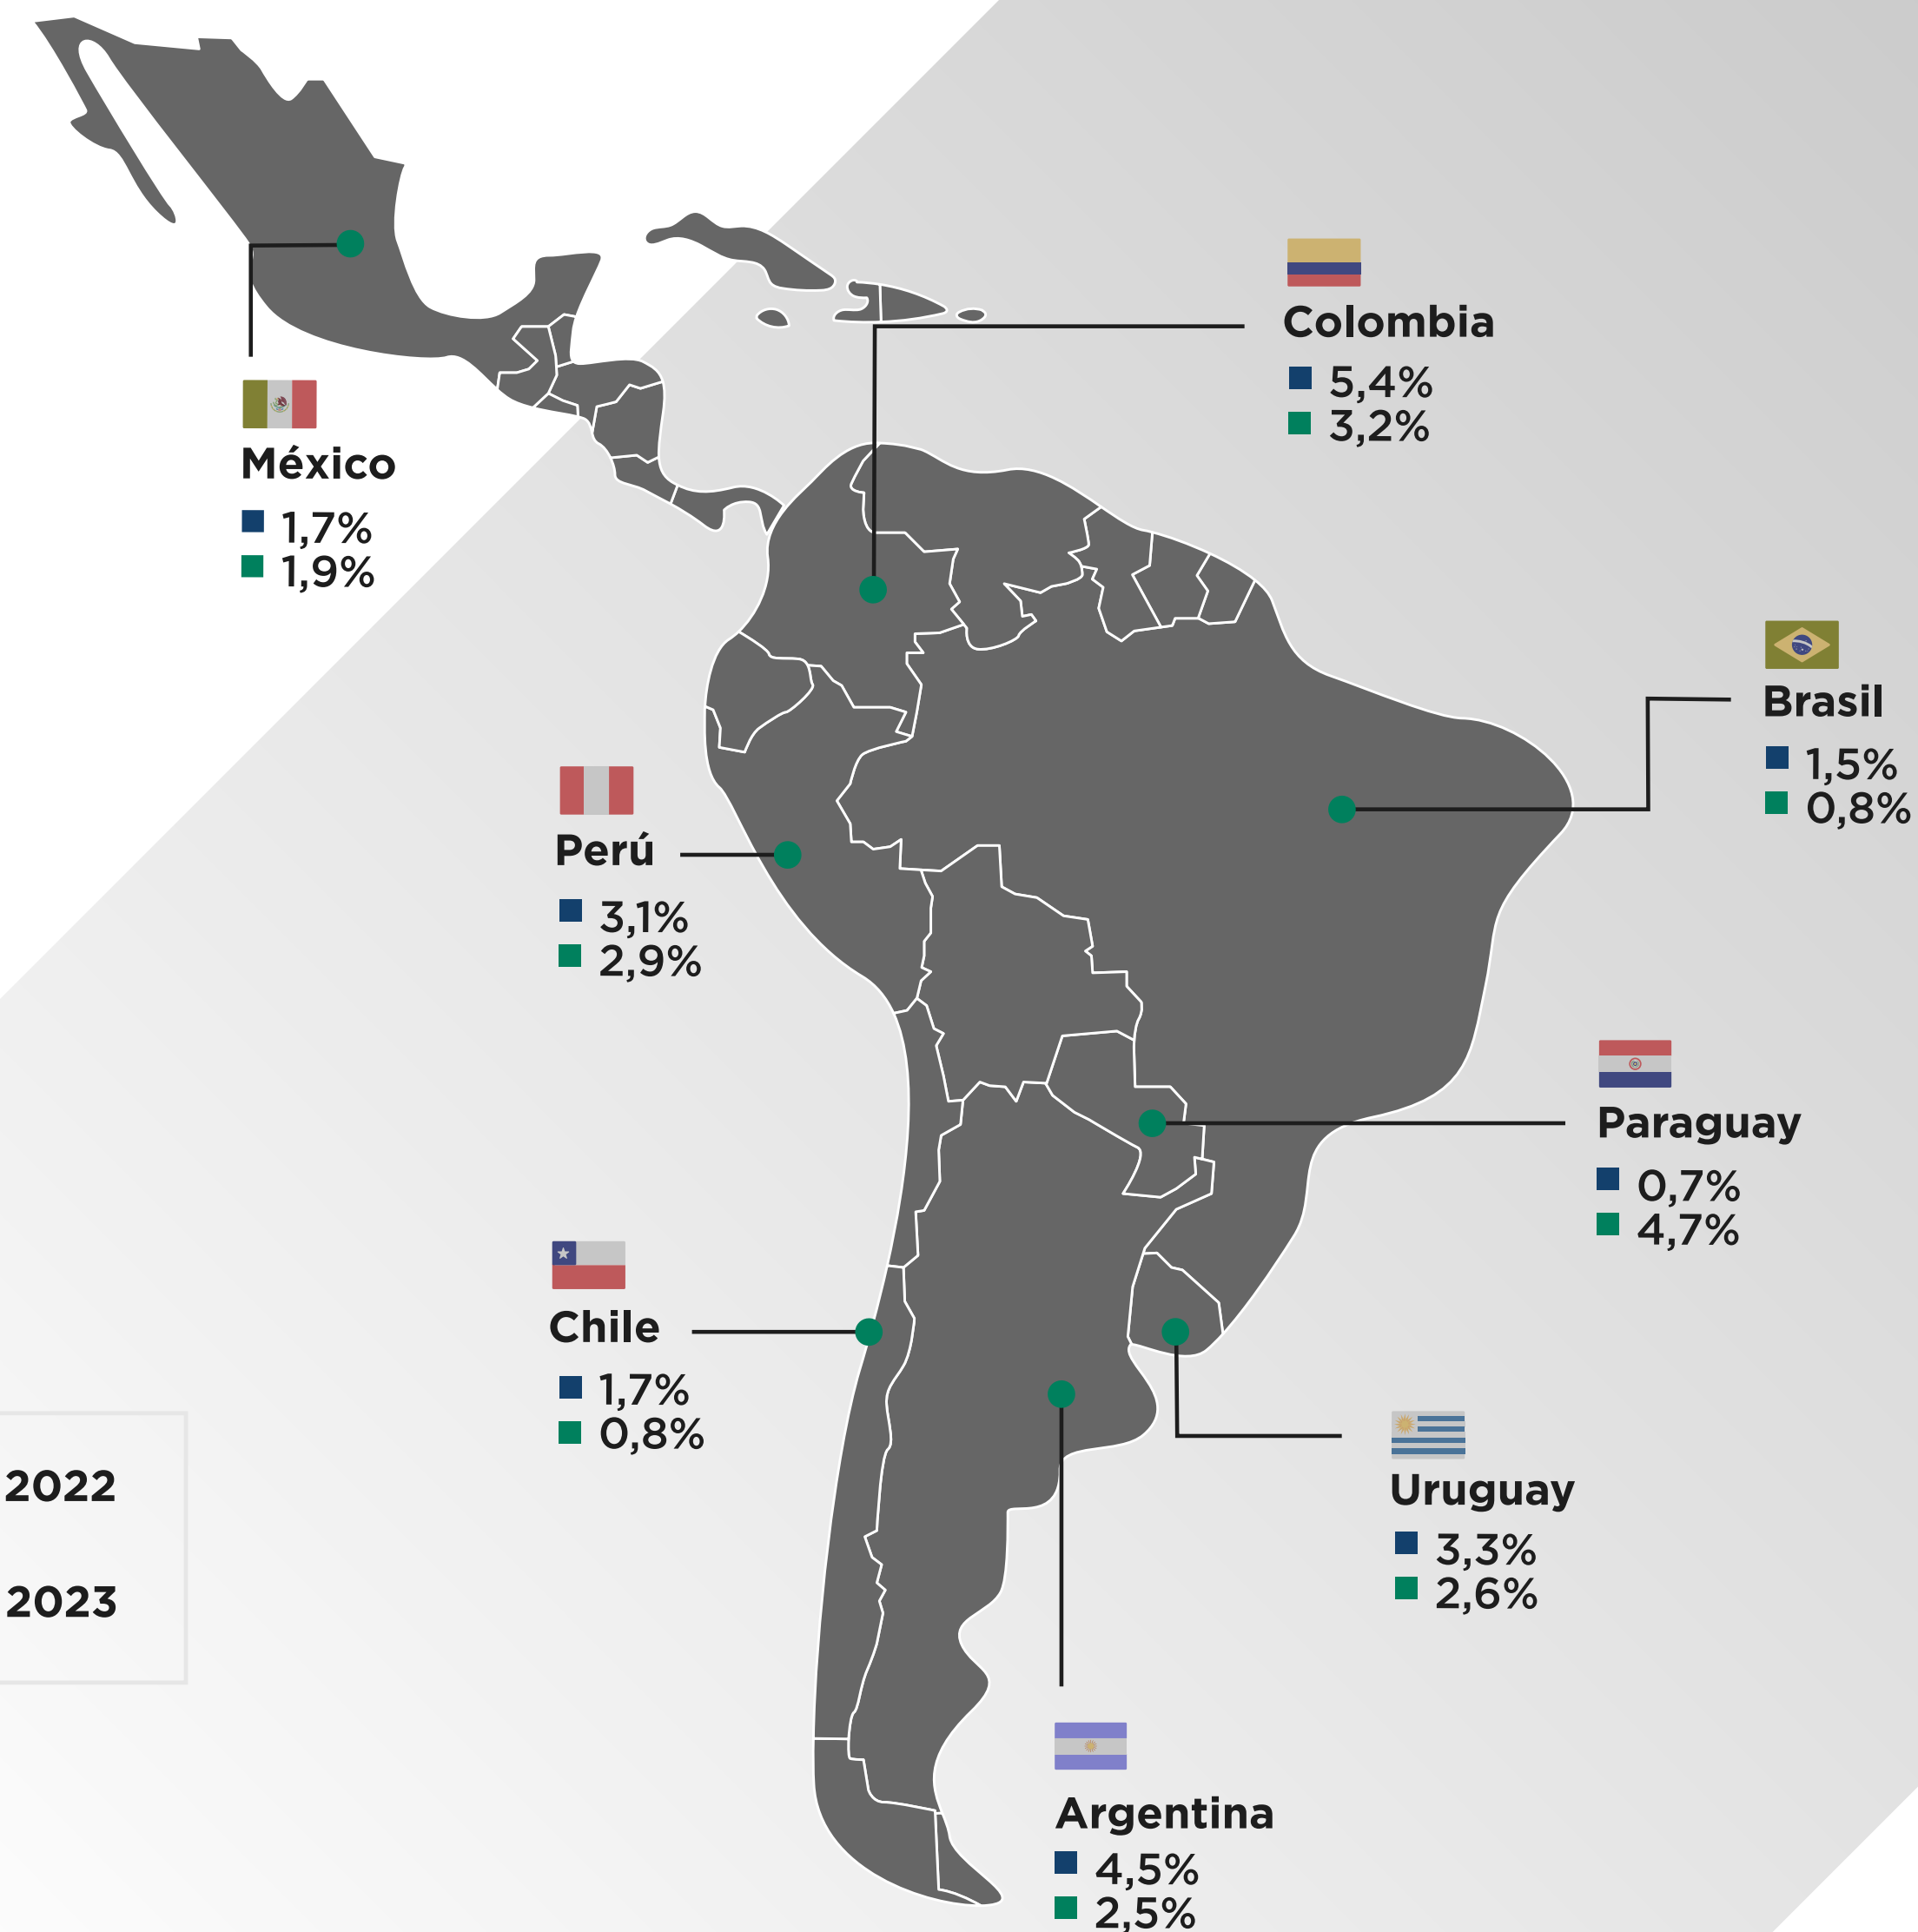 Colombia
5,4%
3,2%
México
1,7%
1,9%
Brasil
1,5%
0,8%
Perú
3,1%
2,9%
Paraguay
0,7%
4,7%
Chile
1,7%
0,8%
2022
2023
Uruguay
3,3%
2,6%
Argentina
4,5%
2,5%